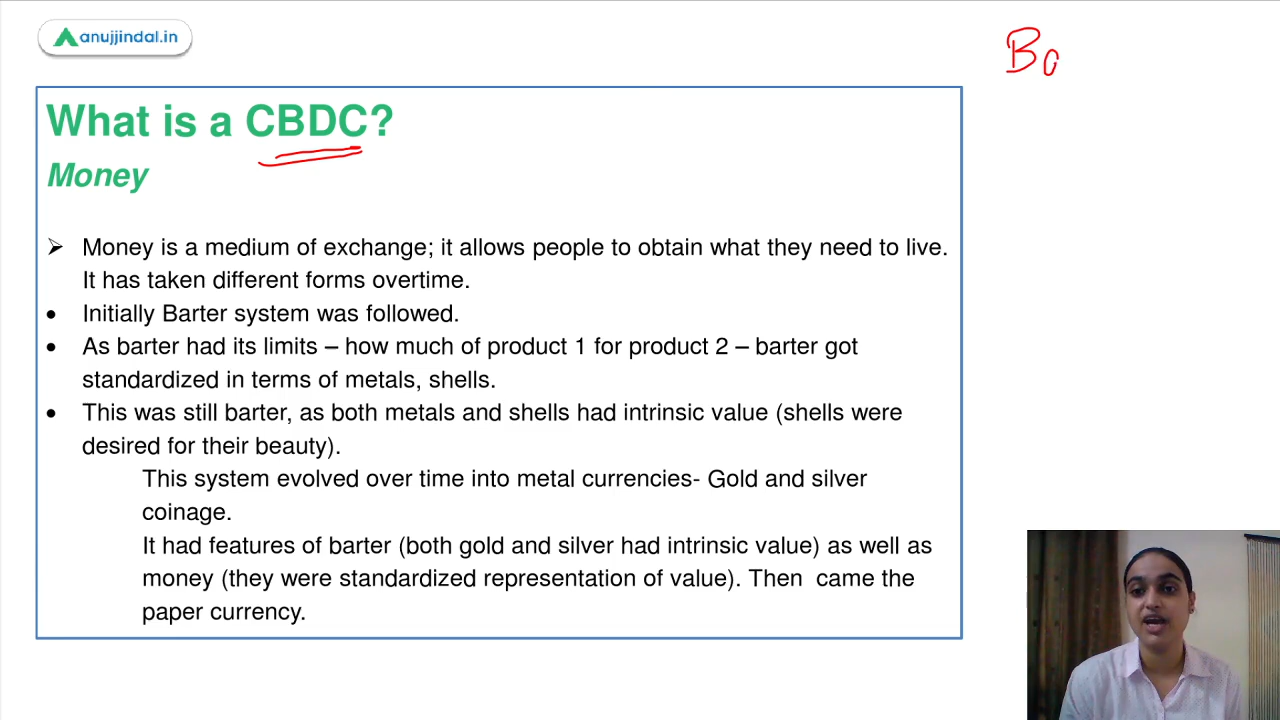 anujjindal.in
Ba
What is a CBDC?
Money
➢ Money is a medium of exchange; it allows people to obtain what they need to live.
It has taken different forms overtime.
• Initially Barter system was followed.
• As barter had its limits – how much of product 1 for product 2 – barter got
standardized in terms of metals, shells.
• This was still barter, as both metals and shells had intrinsic value (shells were
desired for their beauty).
This system evolved over time into metal currencies- Gold and silver
coinage.
It had features of barter (both gold and silver had intrinsic value) as well as
money (they were standardized representation of value). Then came the
paper currency.